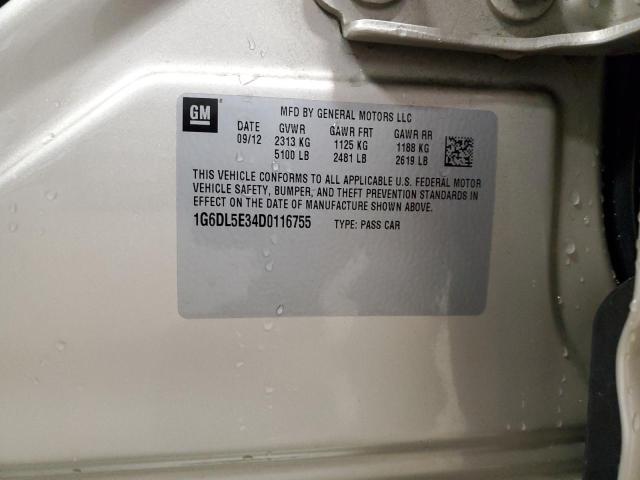 GM
MFD BY GENERAL MOTORS LLC
DATE GVWR GAWR FRT GAWR RR
09/12 2313 KG 1125 KG 1188 KG
5100 LB 2481 LB 2619 LB
THIS VEHICLE CONFORMS TO ALL APPLICABLE U.S. FEDERAL MOTOR
VEHICLE SAFETY, BUMPER, AND THEFT PREVENTION STANDARDS IN
EFFECT ON THE DATE OF MANUFACTURE SHOWN ABOVE.
1G6DL5E34D0116755 TYPE: PASS CAR